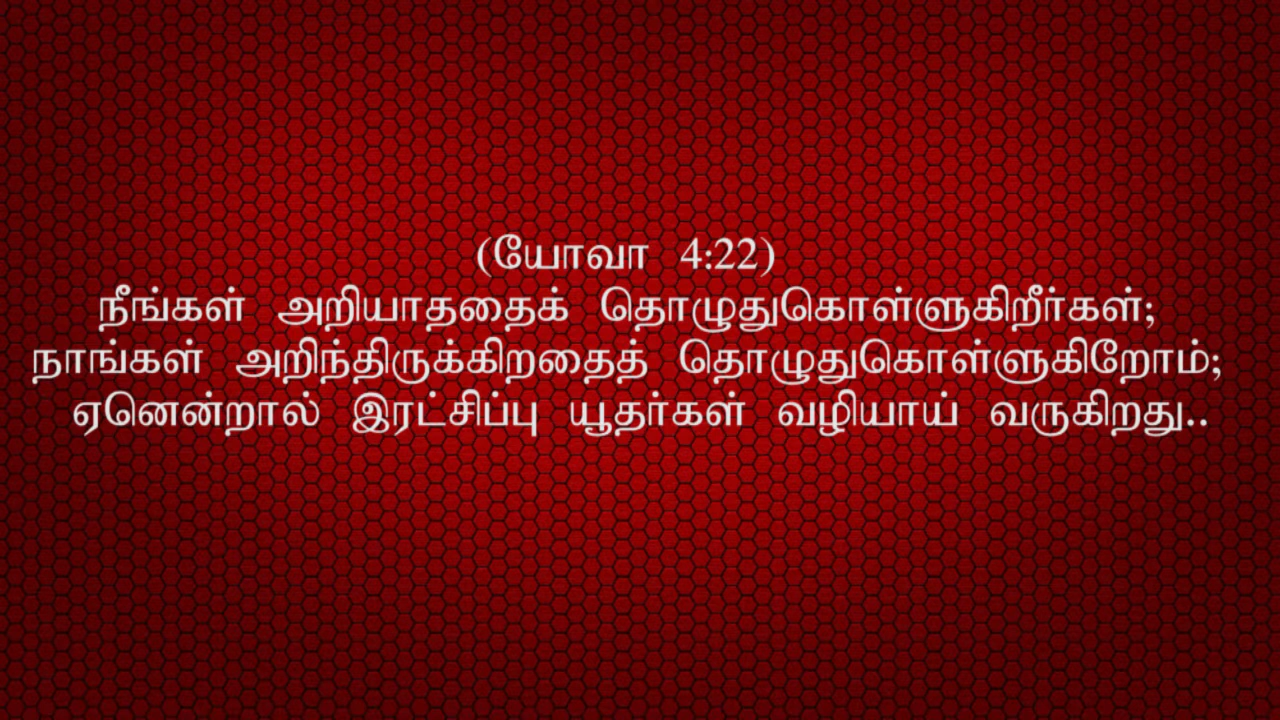 (யோவா 4:22)
நீங்கள் அறியாததைக் தொழுதுகொள்ளுகிறீர்கள்;
நாங்கள் அறிந்திருக்கிறதைத் தொழுதுகொள்ளுகிறோம்;
ஏனென்றால் இரட்சிப்பு யூதர்கள் வழியாய் வருகிறது..